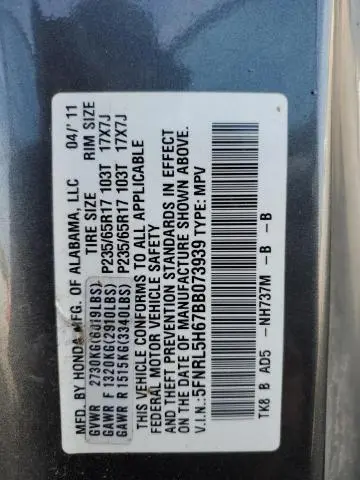 MFD. BY HONDA MFG. OF ALABAMA, LLC 04/'11
TIRE SIZE RIM SIZE
GVWR 2730KG(6019LBS)
GAWR F 1320KG(2910LBS) P235/65R17 103T 17X7J
GAWR R 1515KG(3340LBS) P235/65R17 103T 17X7J
THIS VEHICLE CONFORMS TO ALL APPLICABLE
FEDERAL MOTOR VEHICLE SAFETY
AND THEFT PREVENTION STANDARDS IN EFFECT
ON THE DATE OF MANUFACTURE SHOWN ABOVE.
V.I.N.: 5FNRL5H67BB073939 TYPE: MPV
TK8 B AD5 -NH737M - B - B